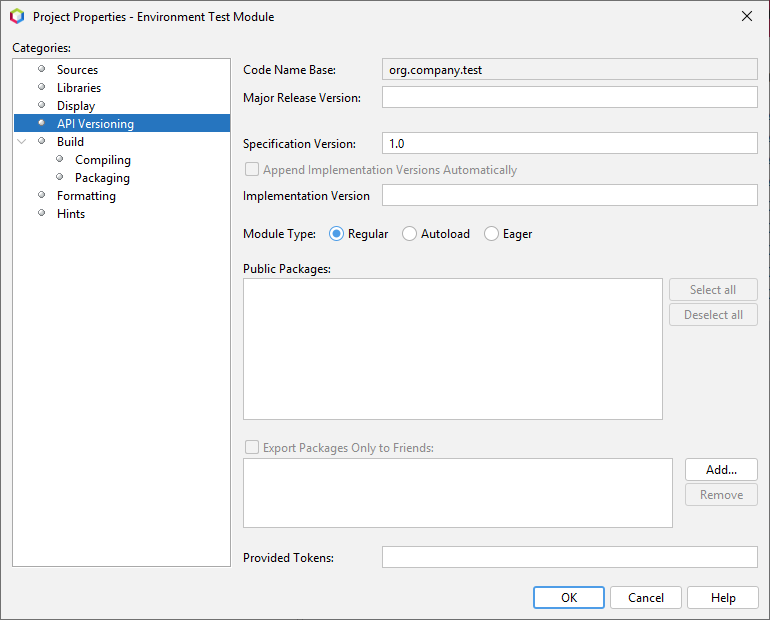 Project Properties - Environment Test Module
Categories:
Sources
Libraries
Display
API Versioning
Build
Compiling
Packaging
Formatting
Hints
Code Name Base: org.company.test
Major Release Version:
Specification Version: 1.0
Append Implementation Versions Automatically
Implementation Version
Module Type: Regular Autoload Eager
Public Packages:
Select all
Deselect all
Export Packages Only to Friends:
Add...
Remove
Provided Tokens:
OK Cancel Help